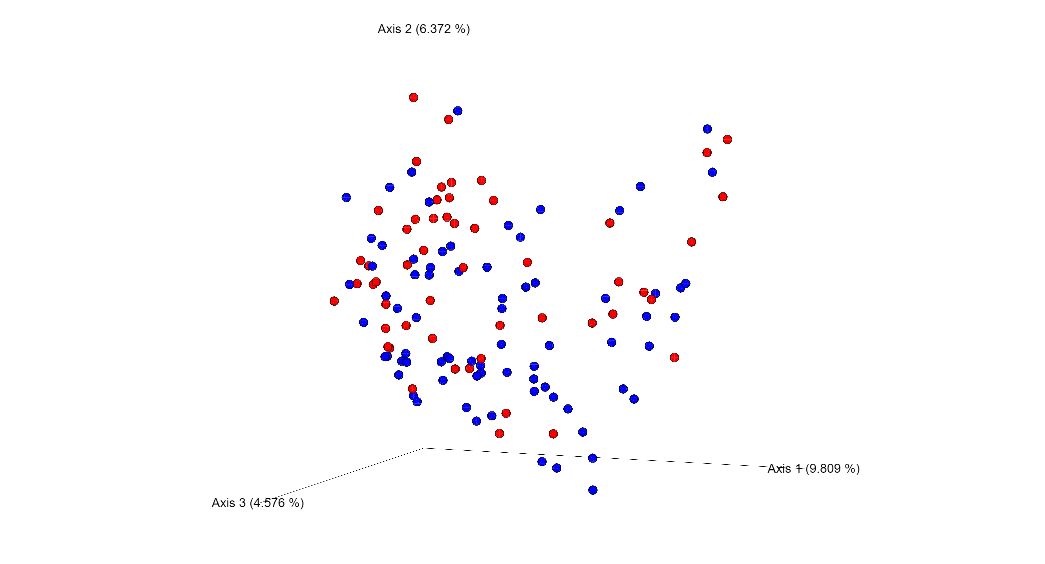 Axis 2 (6.372 %)
Axis 1 (9.809 %)
Axis 3 (4.576 %)